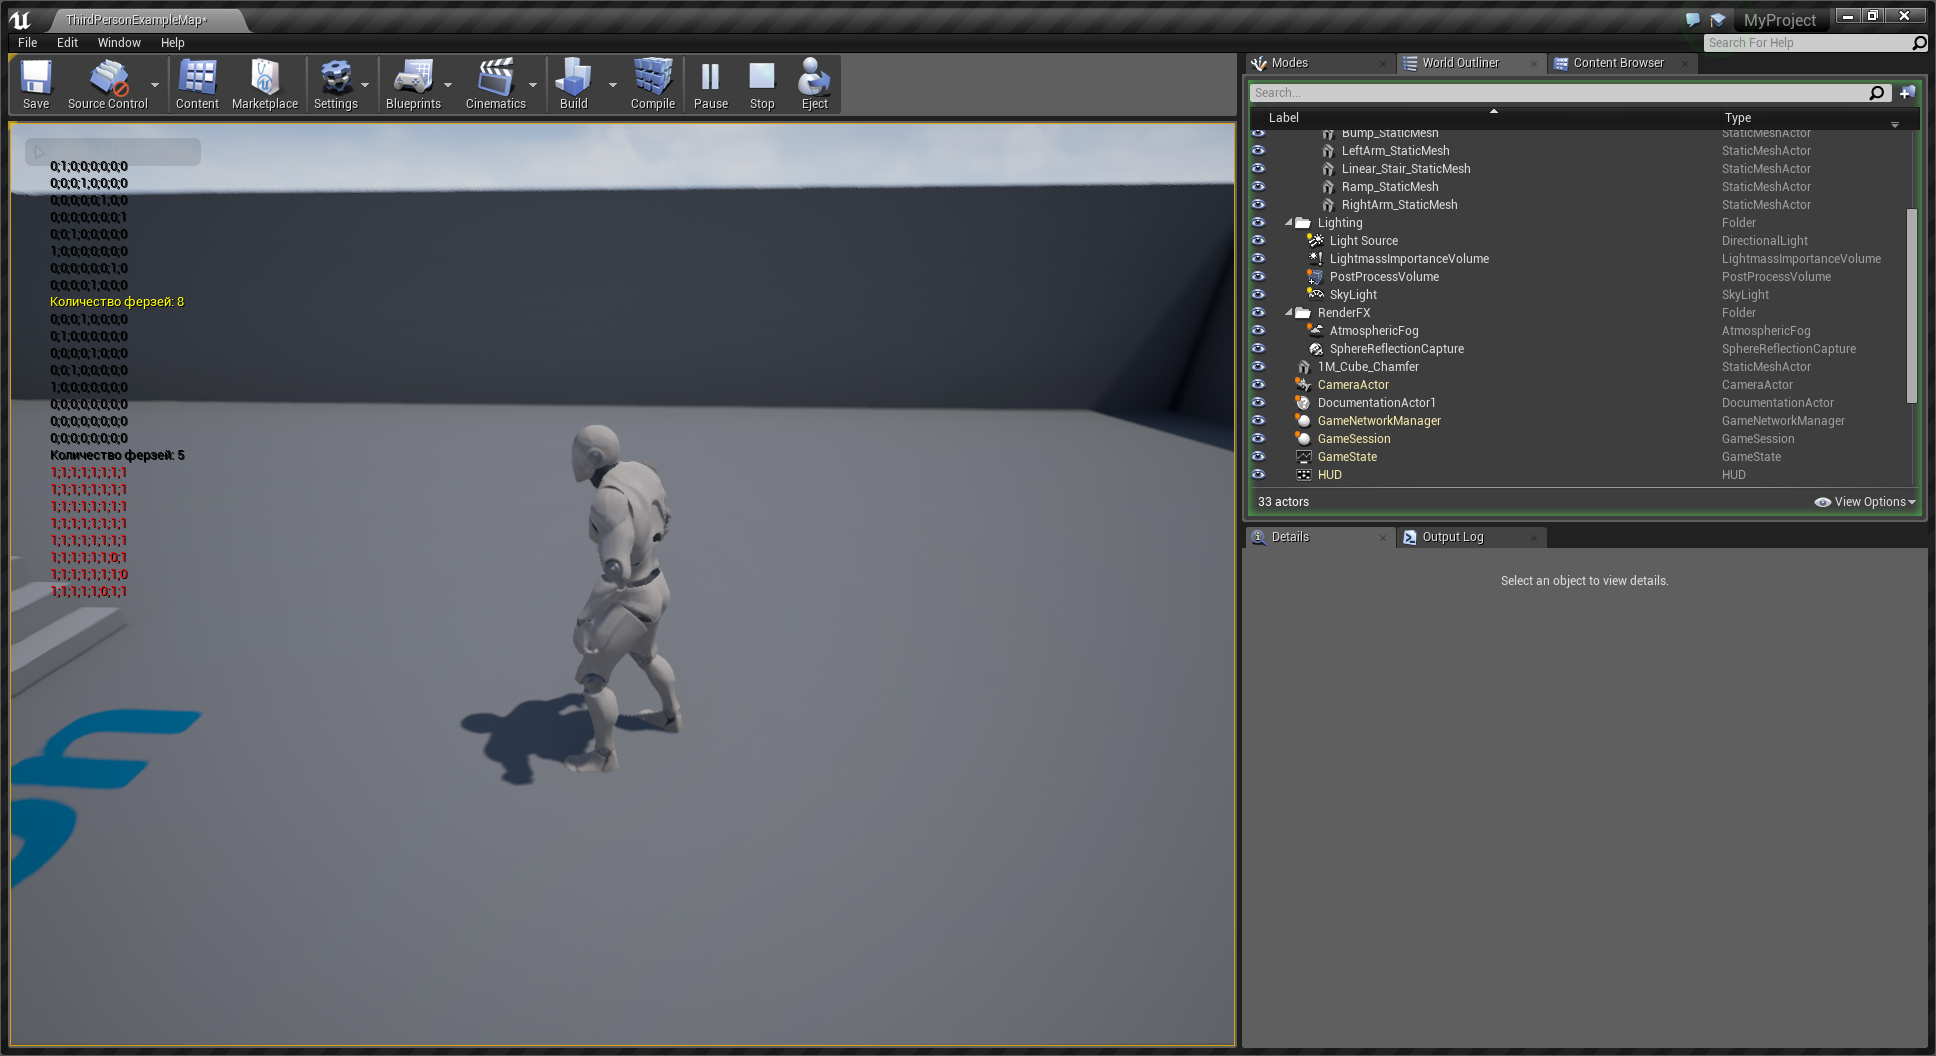 ThirdPersonExampleMap*
MyProject
File Edit Window Help
Search For Help
Save Source Control Content Marketplace Settings Blueprints Cinematics Build Compile Pause Stop Eject
Modes World Outliner Content Browser
Search...
Label Type
Bump_StaticMesh StaticMeshActor
LeftArm_StaticMesh StaticMeshActor
Linear_Stair_StaticMesh StaticMeshActor
Ramp_StaticMesh StaticMeshActor
RightArm_StaticMesh StaticMeshActor
Lighting Folder
Light Source DirectionalLight
LightmassImportanceVolume LightmassImportanceVolume
PostProcessVolume PostProcessVolume
SkyLight SkyLight
RenderFX Folder
AtmosphericFog AtmosphericFog
SphereReflectionCapture SphereReflectionCapture
1M_Cube_Chamfer StaticMeshActor
CameraActor CameraActor
DocumentationActor1 DocumentationActor
GameNetworkManager GameNetworkManager
GameSession GameSession
GameState GameState
HUD HUD
33 actors View Options
Details Output Log
Select an object to view details.
0;1;0;0;0;0;0;0
0;0;0;1;0;0;0;0
0;0;0;0;0;1;0;0
0;0;0;0;0;0;0;1
0;0;1;0;0;0;0;0
1;0;0;0;0;0;0;0
0;0;0;0;0;0;1;0
0;0;0;0;1;0;0;0
Количество ферзей: 8
0;0;0;1;0;0;0;0
0;1;0;0;0;0;0;0
0;0;0;0;1;0;0;0
0;0;1;0;0;0;0;0
1;0;0;0;0;0;0;0
0;0;0;0;0;0;0;0
0;0;0;0;0;0;0;0
0;0;0;0;0;0;0;0
Количество ферзей: 5
1;1;1;1;1;1;1;1
1;1;1;1;1;1;1;1
1;1;1;1;1;1;1;1
1;1;1;1;1;1;1;1
1;1;1;1;1;1;1;1
1;1;1;1;1;1;0;1
1;1;1;1;1;1;1;0
1;1;1;1;1;0;1;1